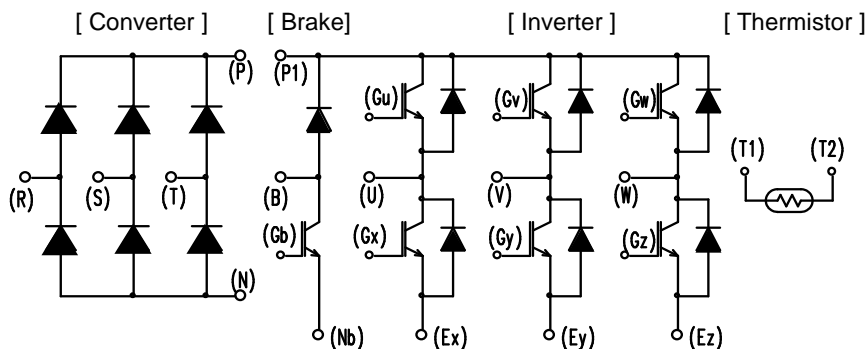 [ Converter ] [ Brake] [ Inverter ] [ Thermistor ]
(P) (P1)
(Gu) (Gv) (Gw)
(T1) (T2)
(R) (S) (T) (B) (U) (V) (W)
(Gb) (Gx) (Gy) (Gz)
(N)
(Nb) (Ex) (Ey) (Ez)